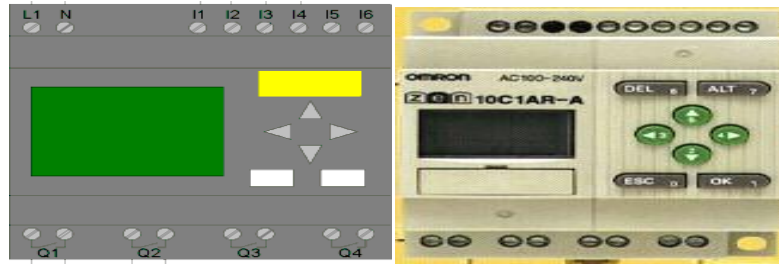 L1 N I1 I2 I3 I4 I5 I6
Q1 Q2 Q3 Q4
OMRON AC100-240V
zen 10C1AR-A
DEL 6 ALT 7
5
3 4
2
ESC 0 OK 1